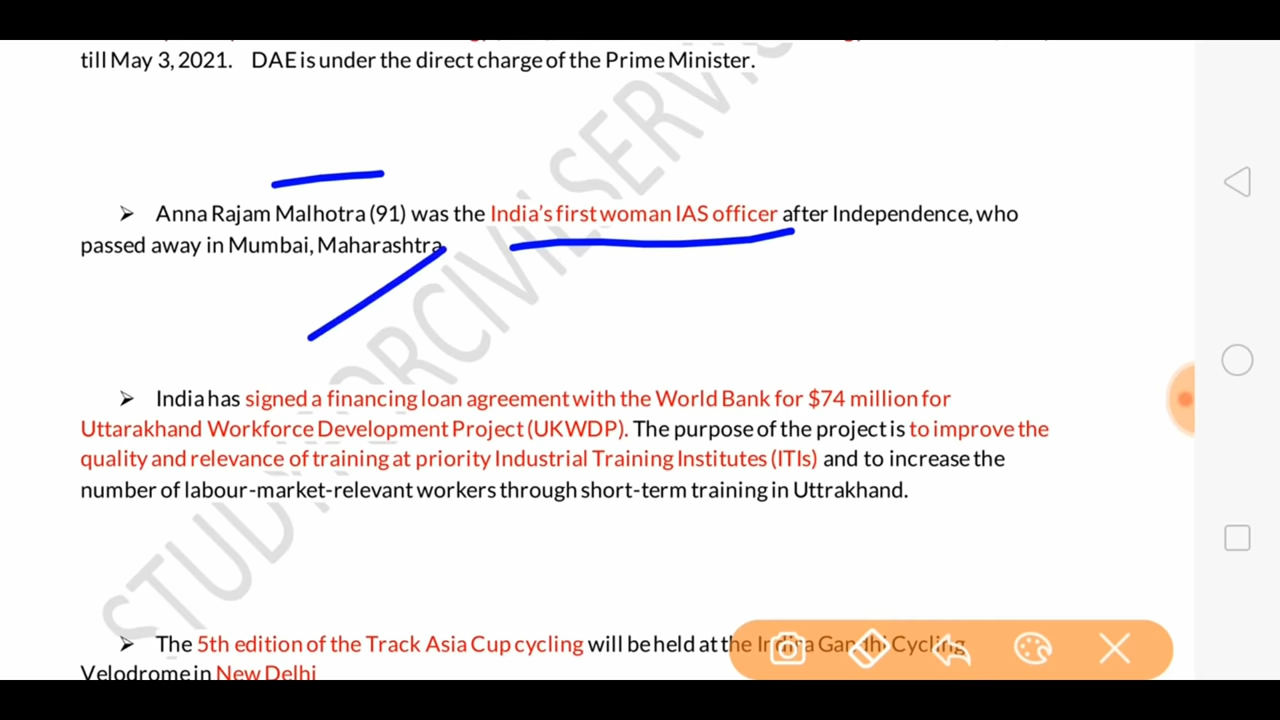 till May 3, 2021. DAE is under the direct charge of the Prime Minister.
➢ Anna Rajam Malhotra (91) was the India's first woman IAS officer after Independence, who
passed away in Mumbai, Maharashtra
➢ India has signed a financing loan agreement with the World Bank for $74 million for
Uttarakhand Workforce Development Project (UKWDP). The purpose of the project is to improve the
quality and relevance of training at priority Industrial Training Institutes (ITIs) and to increase the
number of labour-market-relevant workers through short-term training in Uttrakhand.
➢ The 5th edition of the Track Asia Cup cycling will be held at the Indira Gandhi Cycling
Velodrome in New Delhi